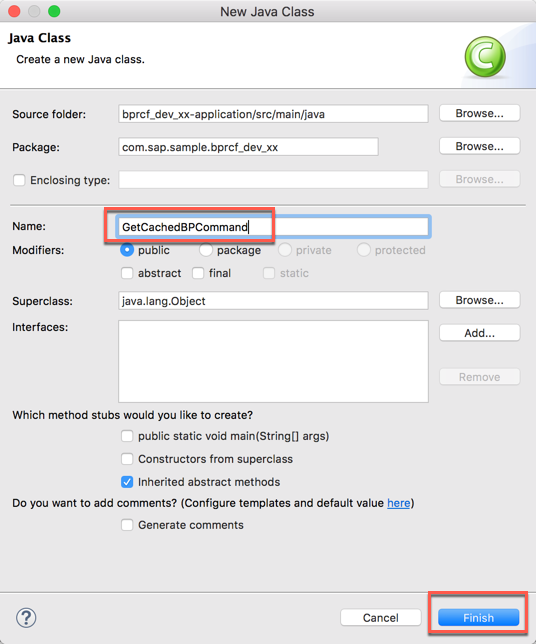 New Java Class
Java Class
Create a new Java class.
C
Source folder: bprcf_dev_xx-application/src/main/java Browse...
Package: com.sap.sample.bprcf_dev_xx Browse...
Enclosing type: Browse...
Name: GetCachedBPCommand
Modifiers: public package private protected
abstract final static
Superclass: java.lang.Object Browse...
Interfaces: Add...
Remove
Which method stubs would you like to create?
public static void main(String[] args)
Constructors from superclass
Inherited abstract methods
Do you want to add comments? (Configure templates and default value here)
Generate comments
? Cancel Finish